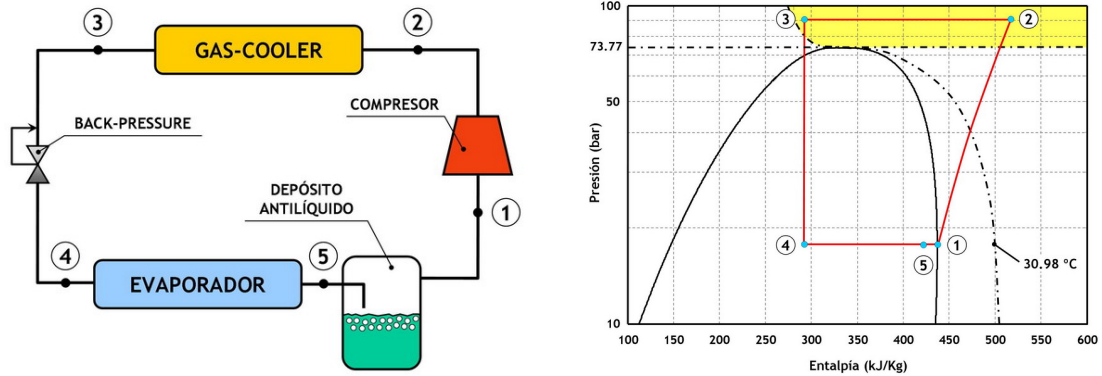 3
GAS-COOLER
2
COMPRESOR
BACK-PRESSURE
DEPÓSITO
ANTILÍQUIDO
1
4
EVAPORADOR
5
100
73.77
50
10
Presión (bar)
3
2
4
1
5
30.98 °C
100
150
200
250
300
350
400
450
500
550
600
Entalpía (kJ/Kg)